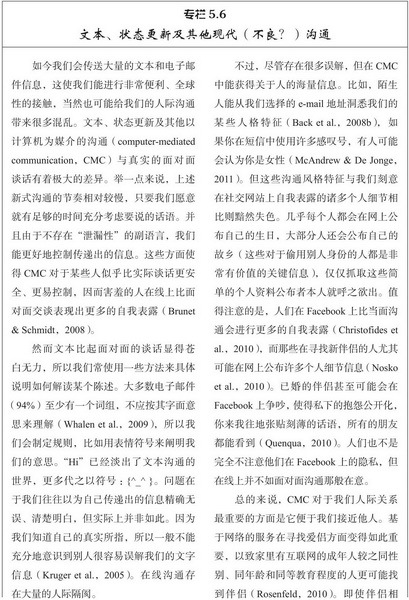 专栏 5.6
文本、状态更新及其他现代（不良？）沟通
如今我们会传送大量的文本和电子邮
件信息，这使我们能进行非常便利、全球
性的接触，当然也可能给我们的人际沟通
带来很多混乱。文本、状态更新及其他以
计算机为媒介的沟通（computer-mediated
communication，CMC）与真实的面对面
谈话有着极大的差异。举一点来说，上述
新式沟通的节奏相对较慢，只要我们愿意
就有足够的时间充分考虑要说的话语。并
且由于不存在“泄漏性”的副语言，我们
能更好地控制传递出的信息。这些方面使
得 CMC 对于某些人似乎比实际谈话更安
全、更易控制，因而害羞的人在线上比面
对面交谈表现出更多的自我表露（Brunet
& Schmidt，2008）。
然而文本比起面对面的谈话显得苍
白无力，所以我们常使用一些方法来具体
说明如何解读某个陈述。大多数电子邮件
（94%）至少有一个词组，不应按其字面意
思来理解（Whalen et al.，2009），所以我
们会制定规则，比如用表情符号来阐明我
们的意思。“Hi”已经淡出了文本沟通的
世界，更多代之以符号：{^_^ }。问题在
于我们往往以为自己传递出的信息精确无
误、清楚明白，但实际上并非如此。因为
我们知道自己的真实所指，所以一般不能
充分地意识到别人很容易误解我们的文字
信息（Kruger et al.，2005）。在线沟通存
在大量的人际隔阂。
不过，尽管存在很多误解，但在 CMC
中能获得关于人的海量信息。比如，陌生
人能从我们选择的 e-mail 地址洞悉我们的
某些人格特征（Back et al.，2008b），如
果你在短信中使用许多感叹号，有人可能
会认为你是女性（McAndrew & De Jonge，
2011）。但这些沟通风格特征与我们刻意
在社交网站上自我表露的诸多个人细节相
比则黯然失色。几乎每个人都会在网上公
布自己的生日，大部分人还会公布自己的
故乡（这些对于偷用别人身份的人都是非
常有价值的关键信息），仅仅抓取这些简
单的个人资料公布者本人就呼之欲出。值
得注意的是，人们在 Facebook 上比当面沟
通会进行更多的自我表露（Christofides et
al.，2010），而那些在寻找新伴侣的人尤其
可能在网上公布许多个人细节信息（Nosko
et al.，2010）。已婚的伴侣甚至可能会在
Facebook 上争吵，使得私下的抱怨公开化，
你来我往地张贴刻薄的话语，所有的朋友
都能看到（Quenqua，2010）。人们也不是
完全不注意他们在 Facebook 上的隐私，但
在线上并不如面对面沟通那般在意。
总的来说，CMC 对于我们人际关系
最重要的方面是它便于我们接近他人。基
于网络的服务在寻找爱侣方面变得如此重
要，以致家里有互联网的成年人较之同性
别、同年龄和同等教育程度的人更可能找
到伴侣（Rosenfeld，2010）。即使伴侣相